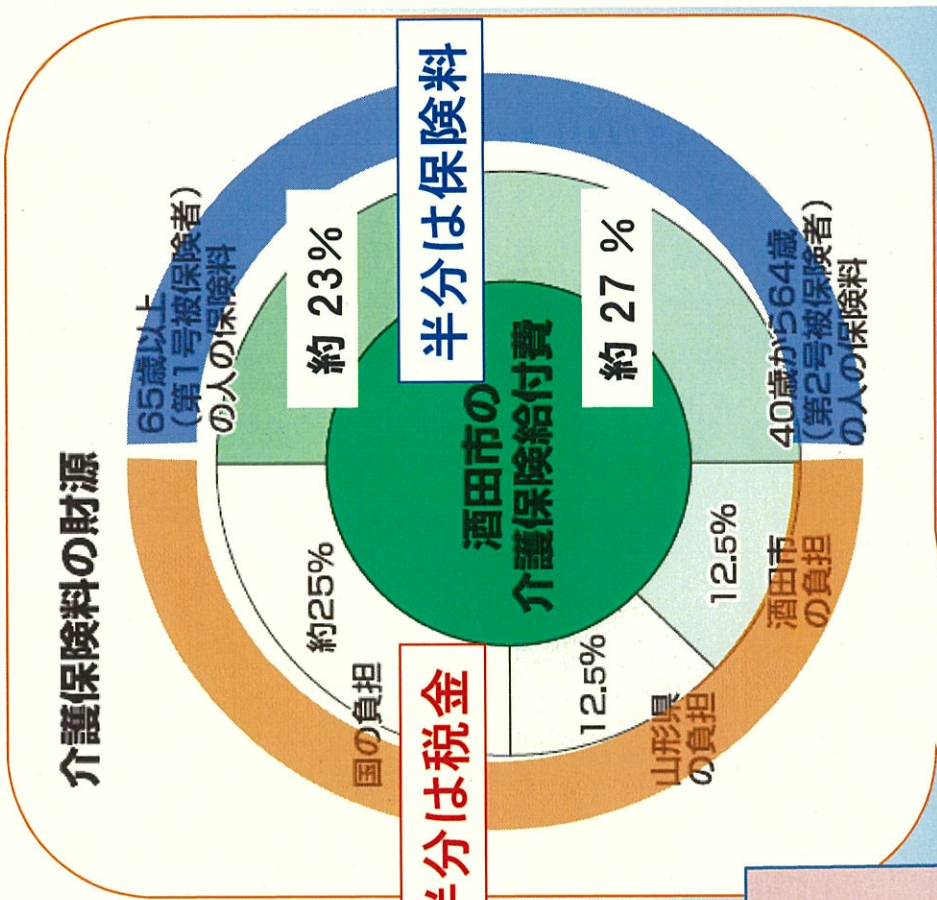 介護保険料の財源
半分は税金
半分は保険料
国の負担
約25%
65歳以上
（第1号被保険者）
の人の保険料
約 23%
酒田市の
介護保険給付費
約 27 %
12.5%
山形県
の負担
12.5%
酒田市
の負担
40歳から64歳
（第2号被保険者）
の人の保険料